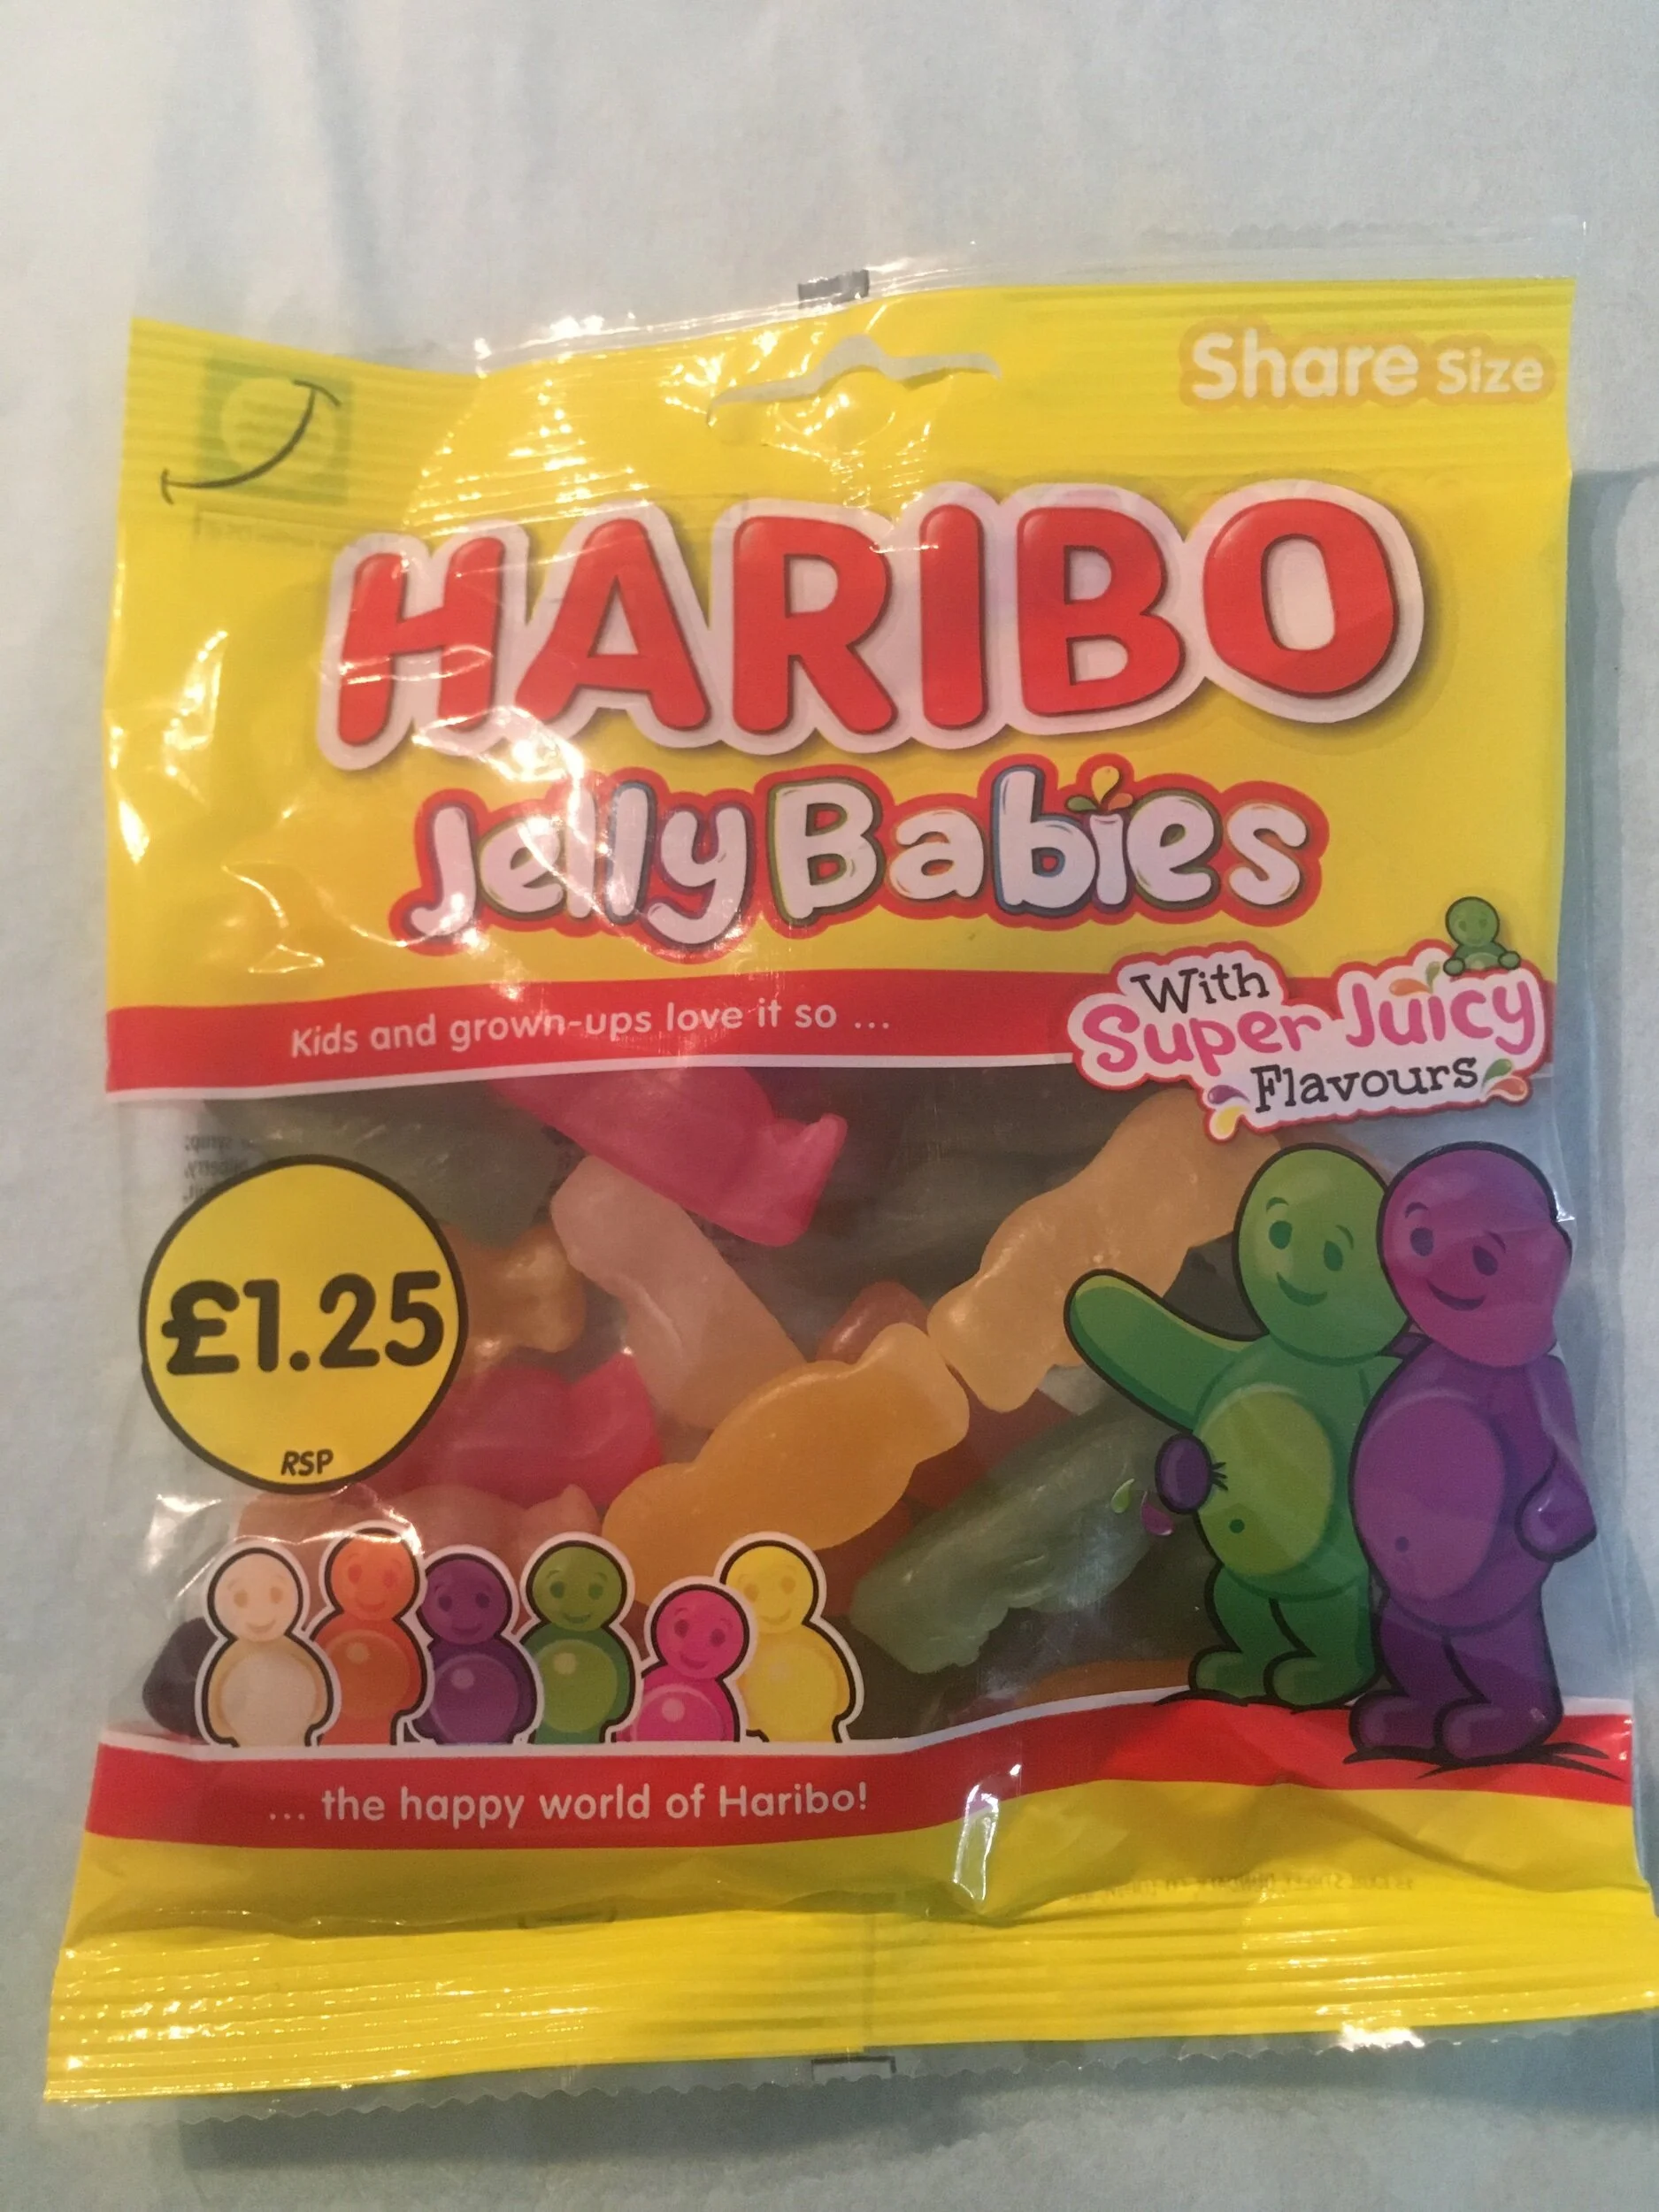 Share Size
HARIBO
Jelly Babies
With
Super Juicy
Flavours
Kids and grown-ups love it so ...
£1.25
RSP
... the happy world of Haribo!